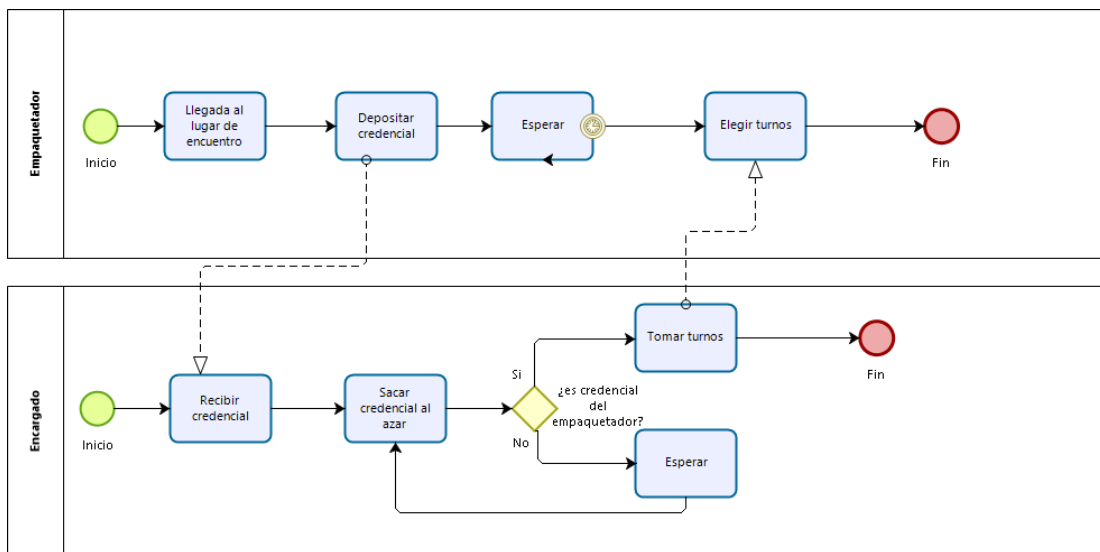 Empaquetador
Inicio
Llegada al
lugar de
encuentro
Depositar
credencial
Esperar
Elegir turnos
Fin
Encargado
Inicio
Recibir
credencial
Sacar
credencial al
azar
Si
¿es credencial
del
empaquetador?
No
Tomar turnos
Esperar
Fin